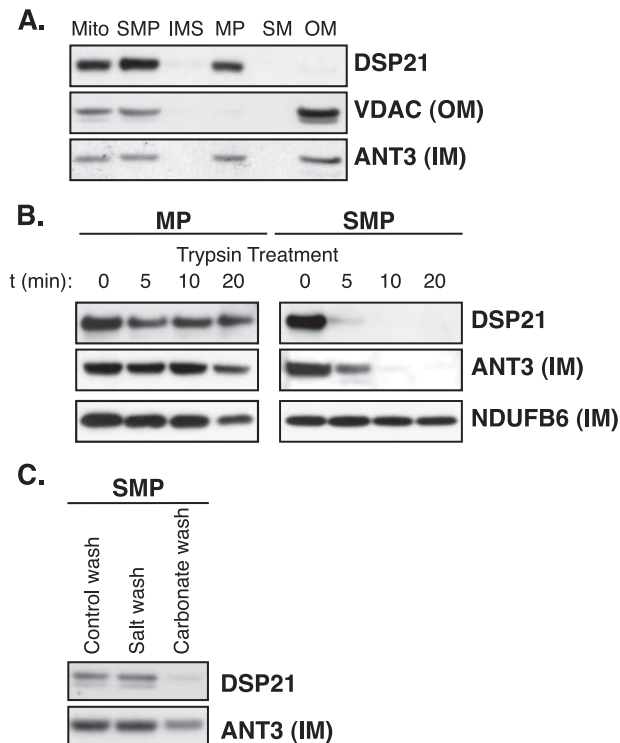 A.
Mito SMP IMS MP SM OM
DSP21
VDAC (OM)
ANT3 (IM)
B.
MP SMP
Trypsin Treatment
t (min): 0 5 10 20 0 5 10 20
DSP21
ANT3 (IM)
NDUFB6 (IM)
C.
SMP
Control wash
Salt wash
Carbonate wash
DSP21
ANT3 (IM)